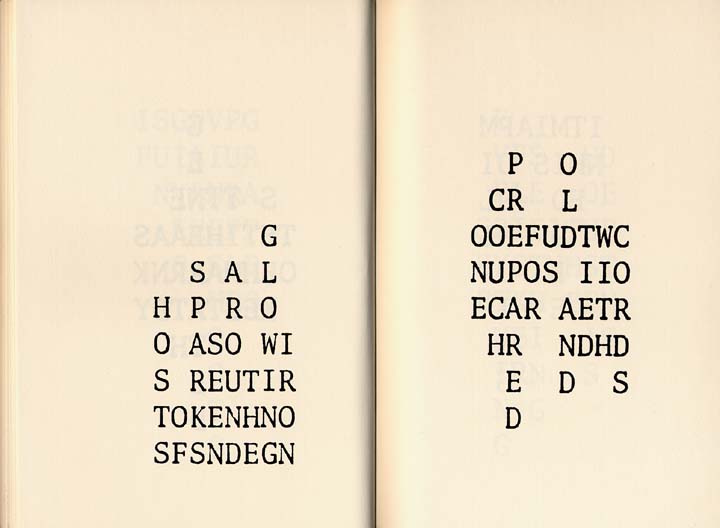 G
S A L
H P R O
O ASO WI
S REUTIR
TOKENHNO
SFSNDEGN
P O
CR L
OOEFUDTWC
NUPOS IIO
ECAR AETR
HR NDHD
E D S
D